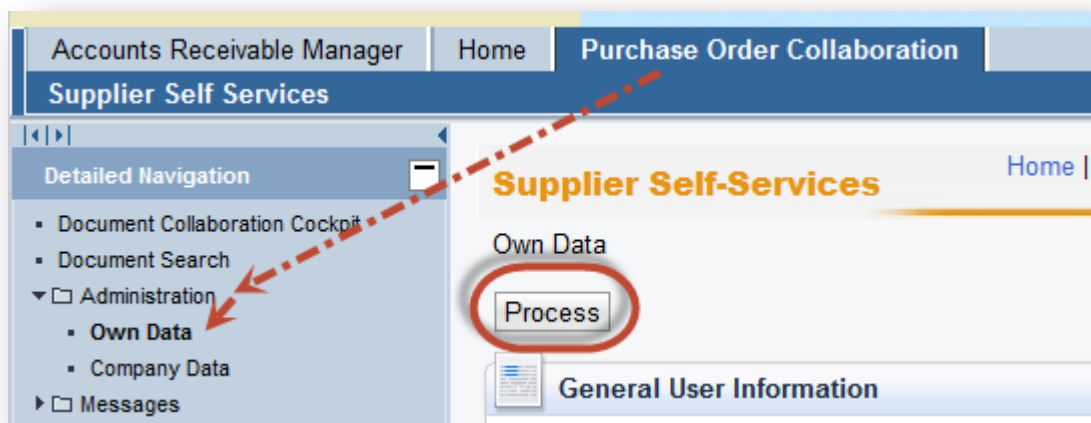 Accounts Receivable Manager Home Purchase Order Collaboration
Supplier Self Services
Detailed Navigation
Document Collaboration Cockpit
Document Search
Administration
Own Data
Company Data
Messages
Home |
Supplier Self-Services
Own Data
Process
General User Information